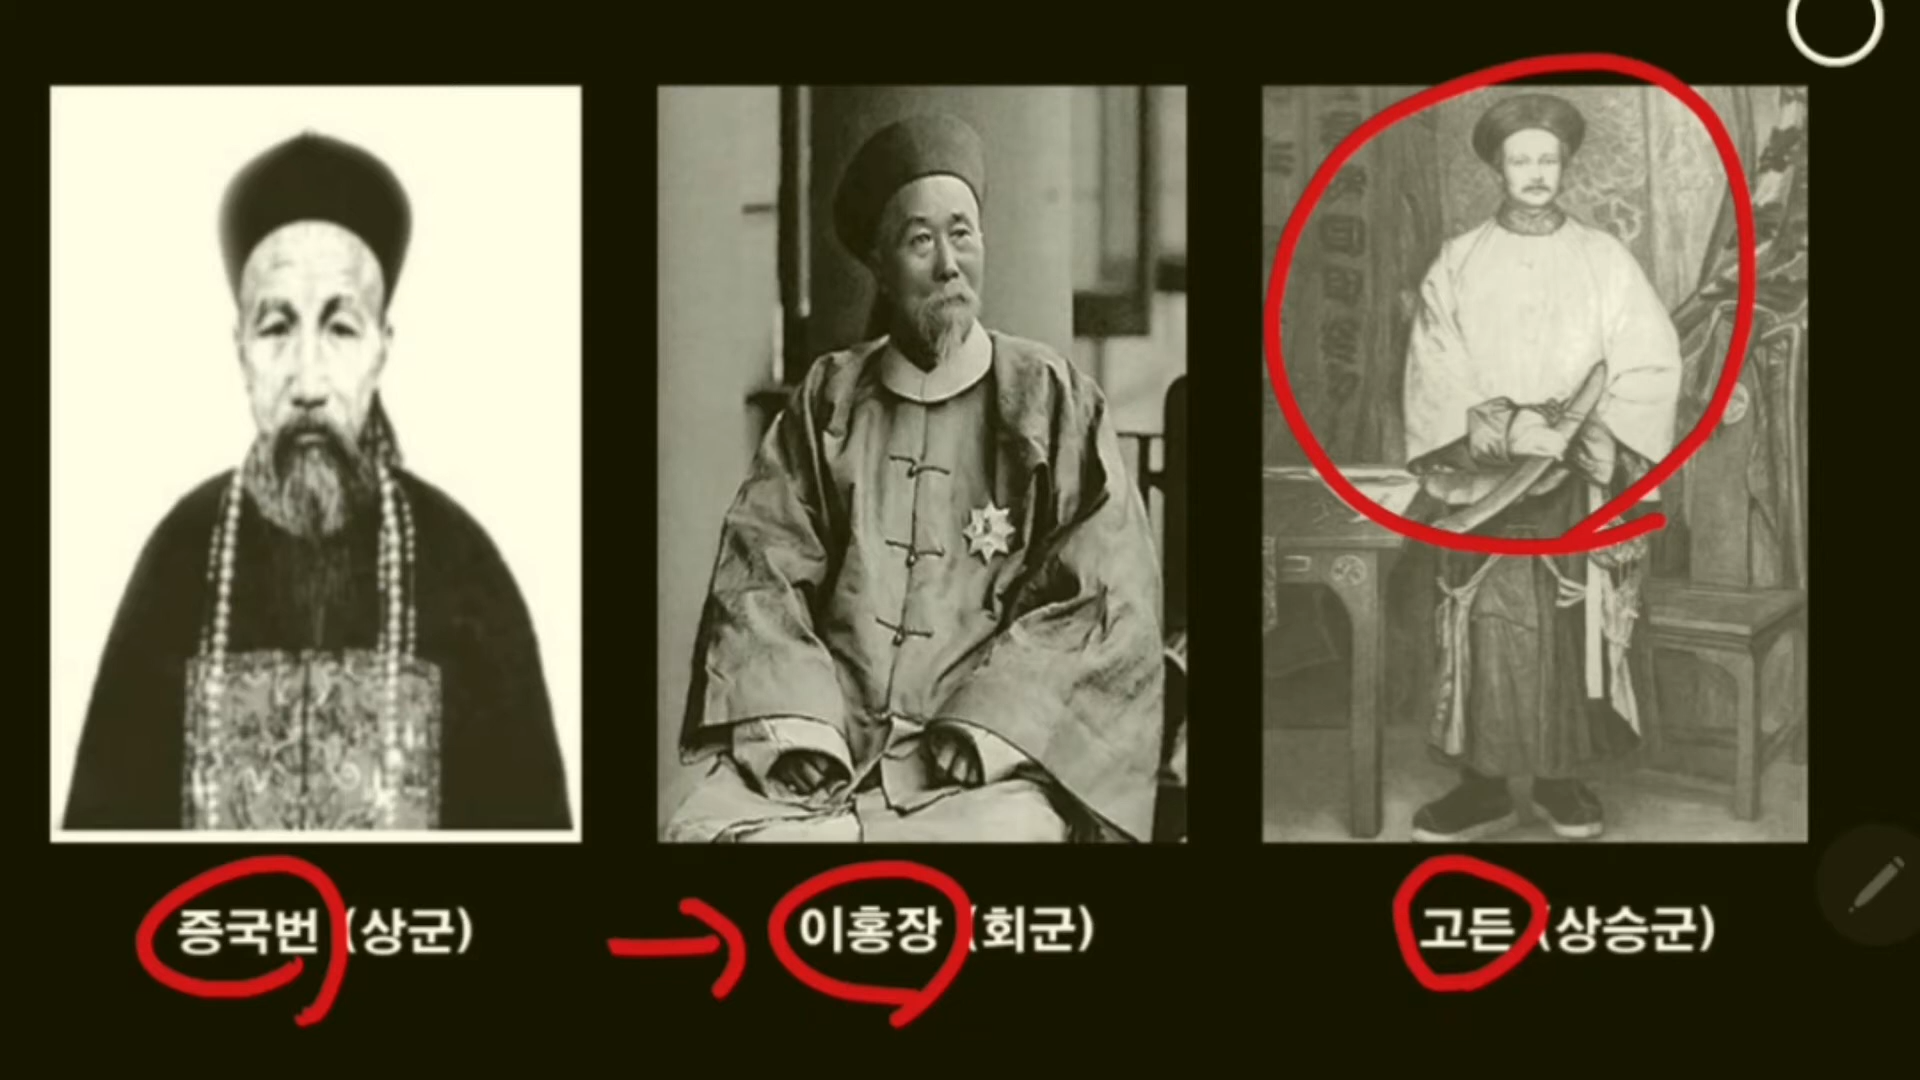 증국번 (상군)
이홍장 (회군)
고든 (상승군)